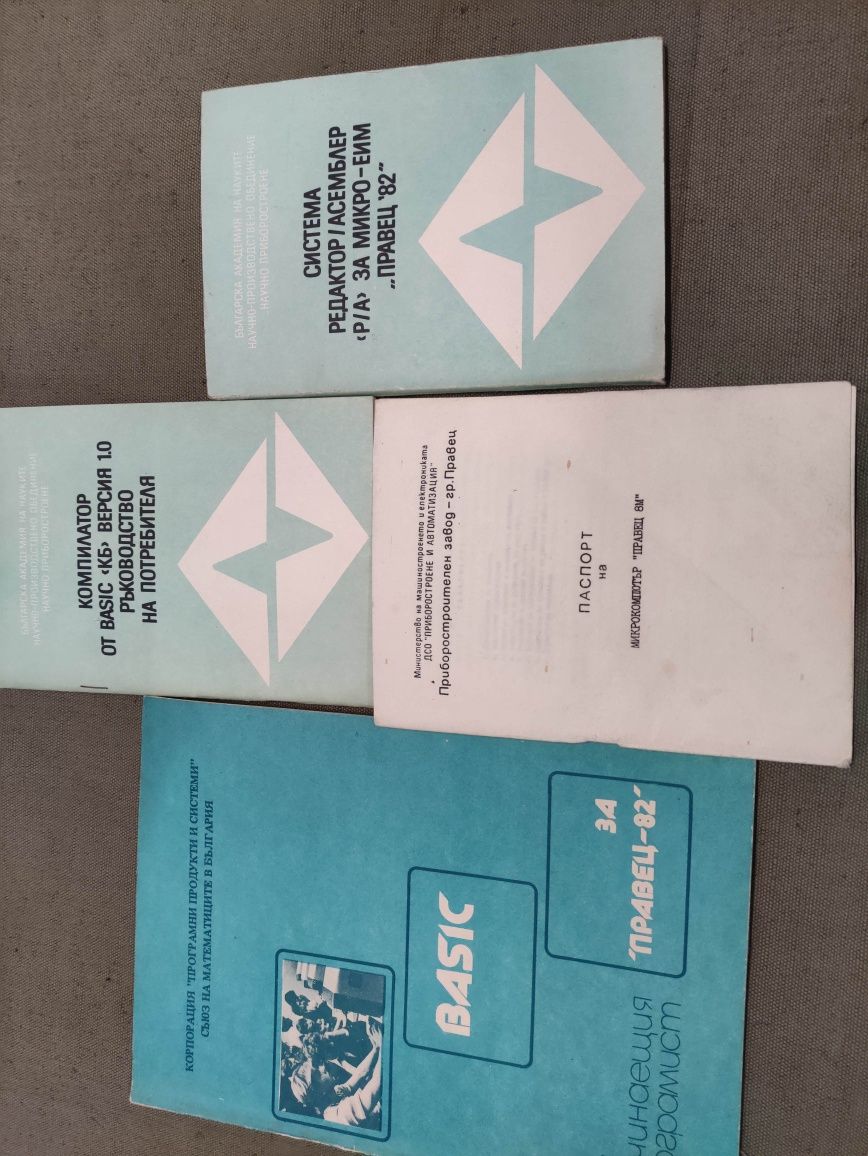 БЪЛГАРСКА АКАДЕМИЯ НА НАУКИТЕ
НАУЧНО-ПРОИЗВОДСТВЕНО ОБЕДИНЕНИЕ
НАУЧНО ПРИБОРОСТРОЕНЕ
СИСТЕМА
РЕДАКТОР/АСЕМБЛЕР
‹Р/А› ЗА МИКРО-ЕИМ
„ПРАВЕЦ '82"
БЪЛГАРСКА АКАДЕМИЯ НА НАУКИТЕ
НАУЧНО-ПРОИЗВОДСТВЕНО ОБЕДИНЕНИЕ
НАУЧНО ПРИБОРОСТРОЕНЕ
КОМПИЛАТОР
ОТ BASIC ‹КБ› ВЕРСИЯ 1.0
РЪКОВОДСТВО
НА ПОТРЕБИТЕЛЯ
Министерство на машиностроенето и електрониката
ДСО "ПРИБОРОСТРОЕНЕ И АВТОМАТИЗАЦИЯ"
Приборостроителен завод - гр. Правец
ПАСПОРТ
на
МИКРОКОМПЮТЪР "ПРАВЕЦ 8М"
КОРПОРАЦИЯ "ПРОГРАМНИ ПРОДУКТИ И СИСТЕМИ"
СЪЮЗ НА МАТЕМАТИЦИТЕ В БЪЛГАРИЯ
BASIC
ЗА
"ПРАВЕЦ-82"
чинаещия
ограмист